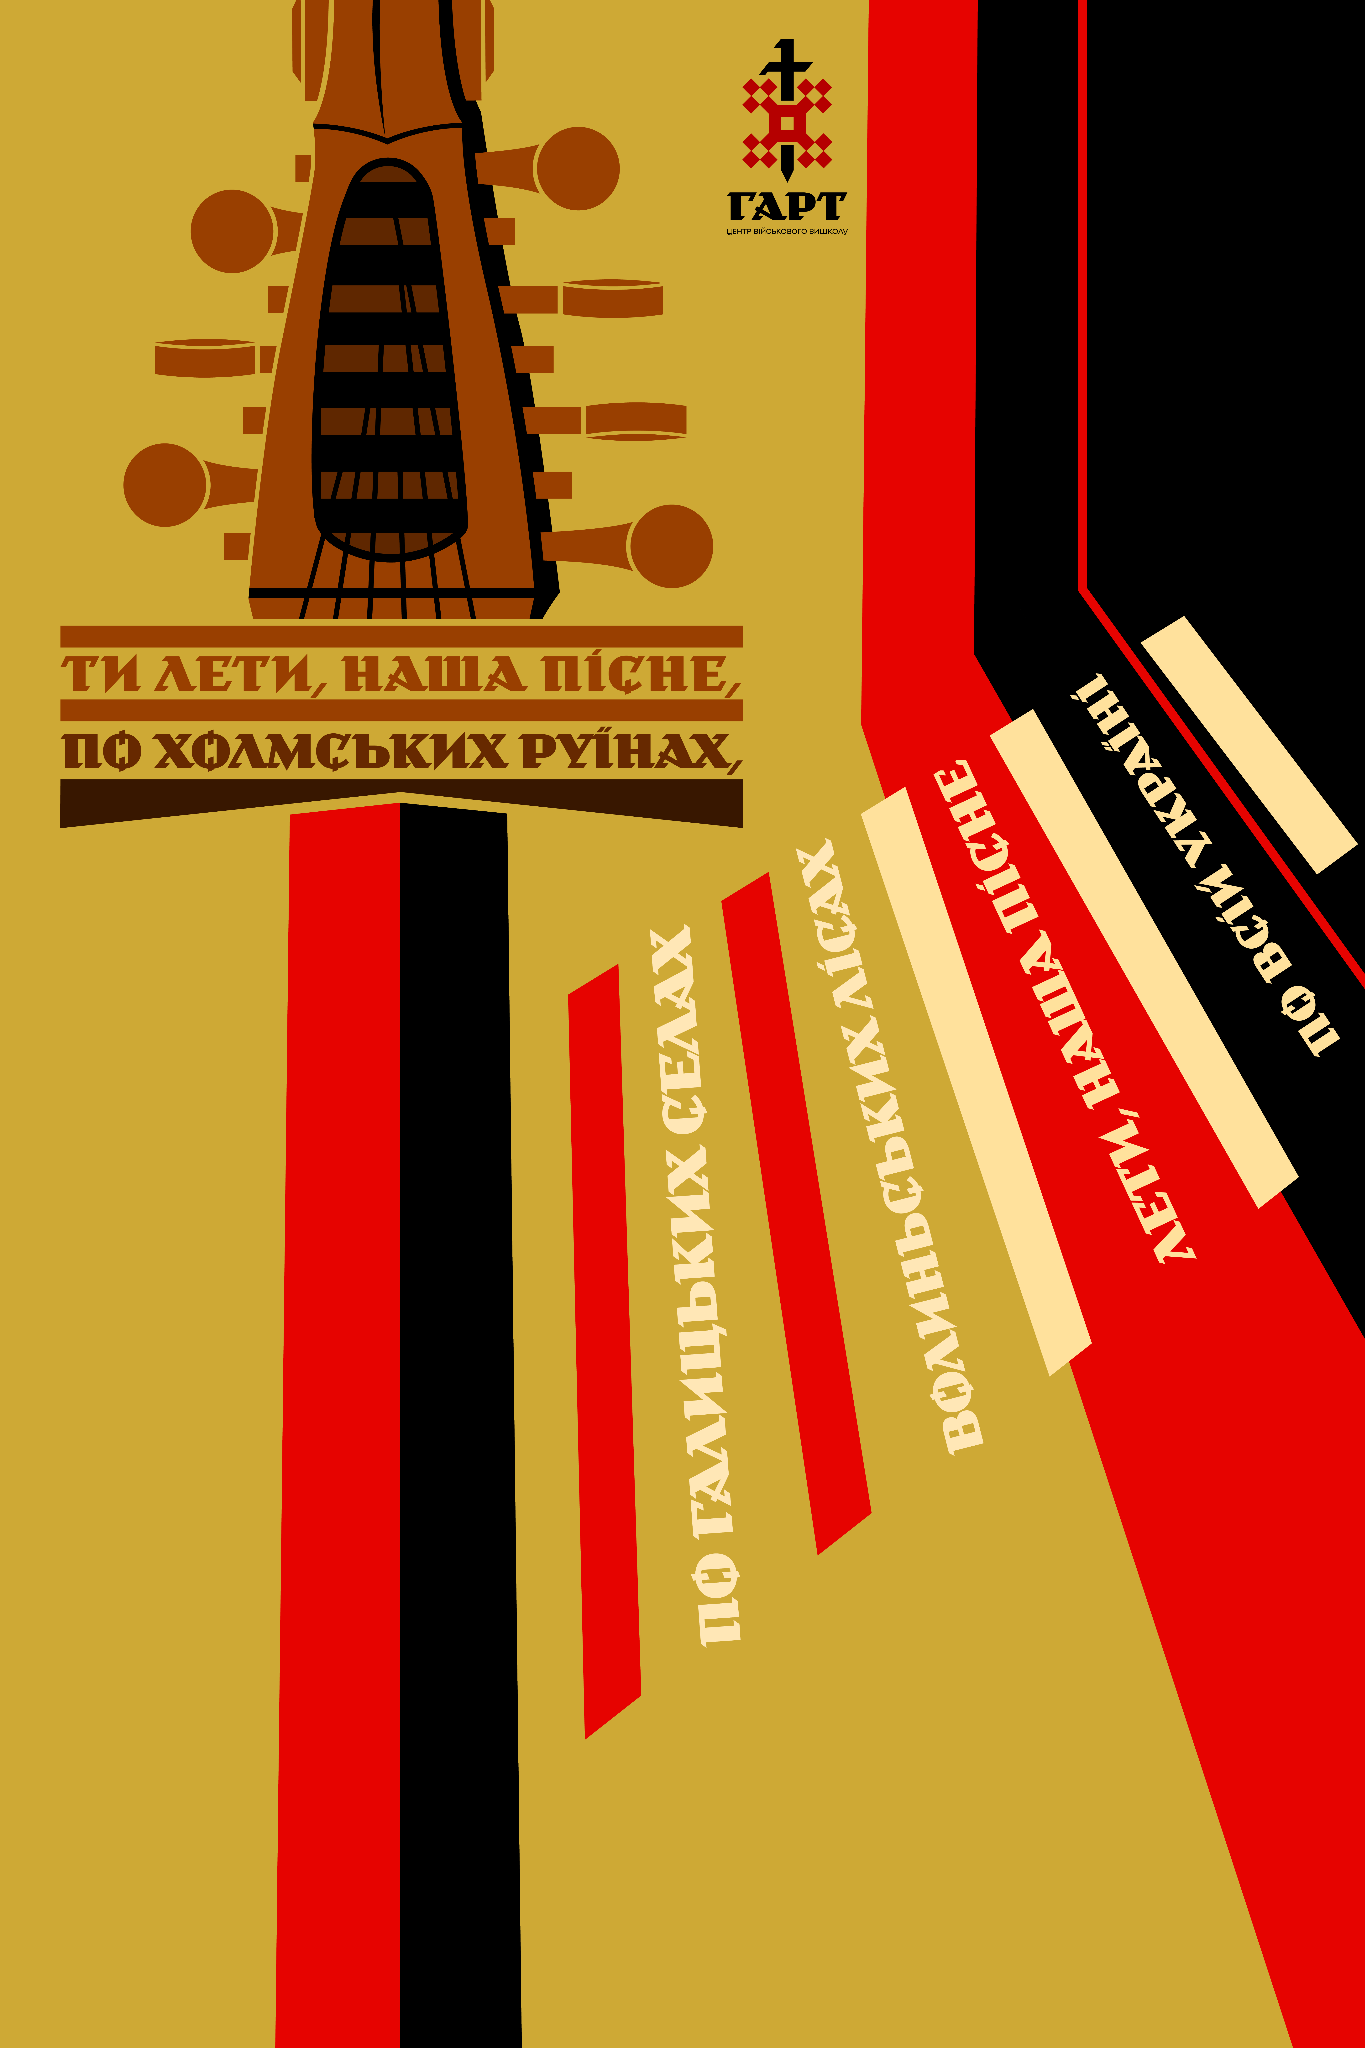 ГАРТ
ЦЕНТР ВІЙСЬКОВОГО ВИШКОЛУ
ТИ ЛЕТИ, НАША ПІСНЕ,
ПО ХОЛМСЬКИХ РУЇНАХ,
ПО ГАЛИЦЬКИХ СЕЛАХ
ВОЛИНЬСЬКИХ ЛІСАХ
ЛЕТИ, НАША ПІСНЕ
ПО ВСІЙ УКРАЇНІ